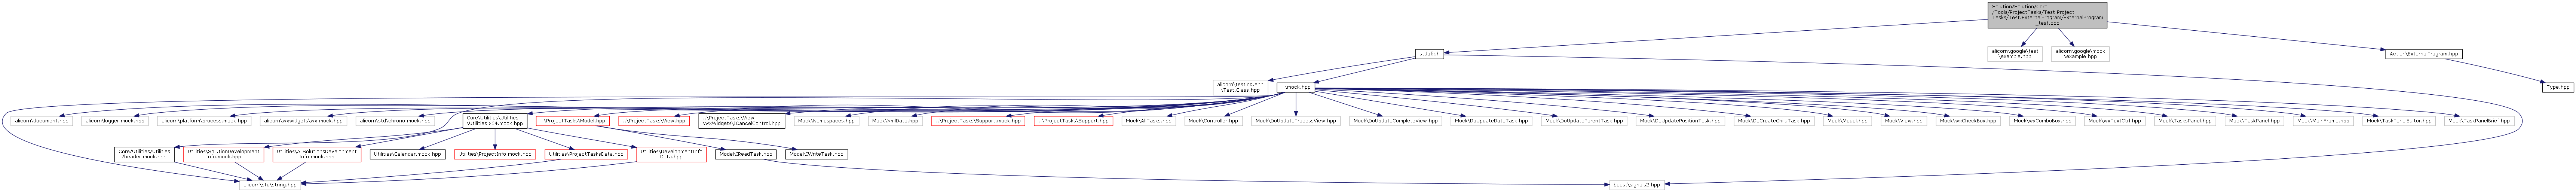 Solution/Solution/Core
/Tools/ProjectTasks/Test.Project
Tasks/Test.ExternalProgram/ExternalProgram
_test.cpp
stdafx.h
alicorn\google\test
\example.hpp
alicorn\google\mock
\example.hpp
Action\ExternalProgram.hpp
alicorn\testing.app
\Test.Class.hpp
..\mock.hpp
Type.hpp
alicorn\document.hpp
alicorn\logger.mock.hpp
alicorn\platform\process.mock.hpp
alicorn\wxwidgets\wx.mock.hpp
alicorn\std\chrono.mock.hpp
Core\Utilities\Utilities
\Utilities.x64.mock.hpp
..\ProjectTasks\Model.hpp
..\ProjectTasks\View.hpp
..\ProjectTasks\View
\wxWidgets\ICancelControl.hpp
Mock\Namespaces.hpp
Mock\XmlData.hpp
..\ProjectTasks\Support.mock.hpp
..\ProjectTasks\Support.hpp
Mock\AllTasks.hpp
Mock\Controller.hpp
Mock\DoUpdateProcessView.hpp
Mock\DoUpdateCompleteView.hpp
Mock\DoUpdateDataTask.hpp
Mock\DoUpdateParentTask.hpp
Mock\DoUpdatePositionTask.hpp
Mock\DoCreateChildTask.hpp
Mock\Model.hpp
Mock\View.hpp
Mock\wxCheckBox.hpp
Mock\wxComboBox.hpp
Mock\wxTextCtrl.hpp
Mock\TasksPanel.hpp
Mock\TaskPanel.hpp
Mock\MainFrame.hpp
Mock\TaskPanelEditor.hpp
Mock\TaskPanelBrief.hpp
Core/Utilities/Utilities
/header.mock.hpp
Utilities\SolutionDevelopment
Info.mock.hpp
Utilities\AllSolutionsDevelopment
Info.mock.hpp
Utilities\Calendar.mock.hpp
Utilities\ProjectInfo.mock.hpp
Utilities\ProjectTasksData.hpp
Utilities\DevelopmentInfo
Data.hpp
Model\IReadTask.hpp
Model\IWriteTask.hpp
alicorn\std\string.hpp
boost\signals2.hpp